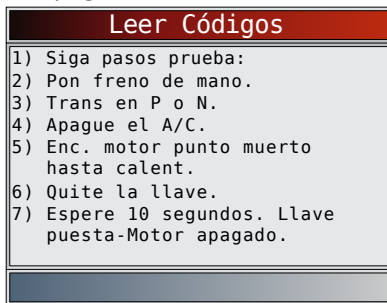 Leer Códigos
1) Siga pasos prueba:
2) Pon freno de mano.
3) Trans en P o N.
4) Apague el A/C.
5) Enc. motor punto muerto
hasta calent.
6) Quite la llave.
7) Espere 10 segundos. Llave
puesta-Motor apagado.